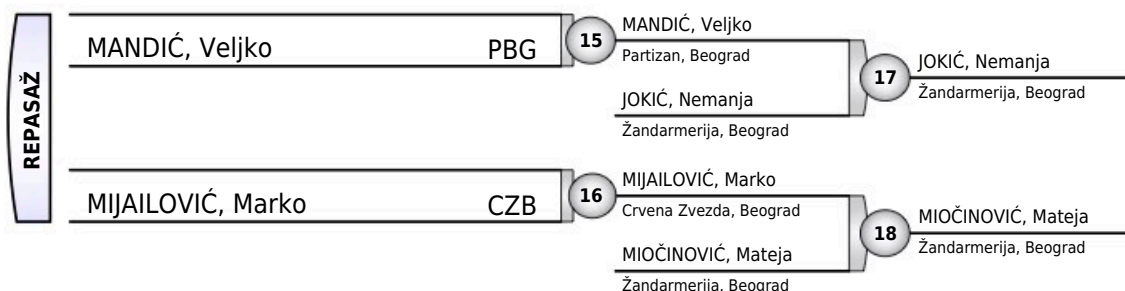 REPASAŽ
MANDIĆ, Veljko PBG
15
MANDIĆ, Veljko
Partizan, Beograd
JOKIĆ, Nemanja
Žandarmerija, Beograd
17
JOKIĆ, Nemanja
Žandarmerija, Beograd
MIJAILOVIĆ, Marko CZB
16
MIJAILOVIĆ, Marko
Crvena Zvezda, Beograd
MIOČINOVIĆ, Mateja
Žandarmerija, Beograd
18
MIOČINOVIĆ, Mateja
Žandarmerija, Beograd